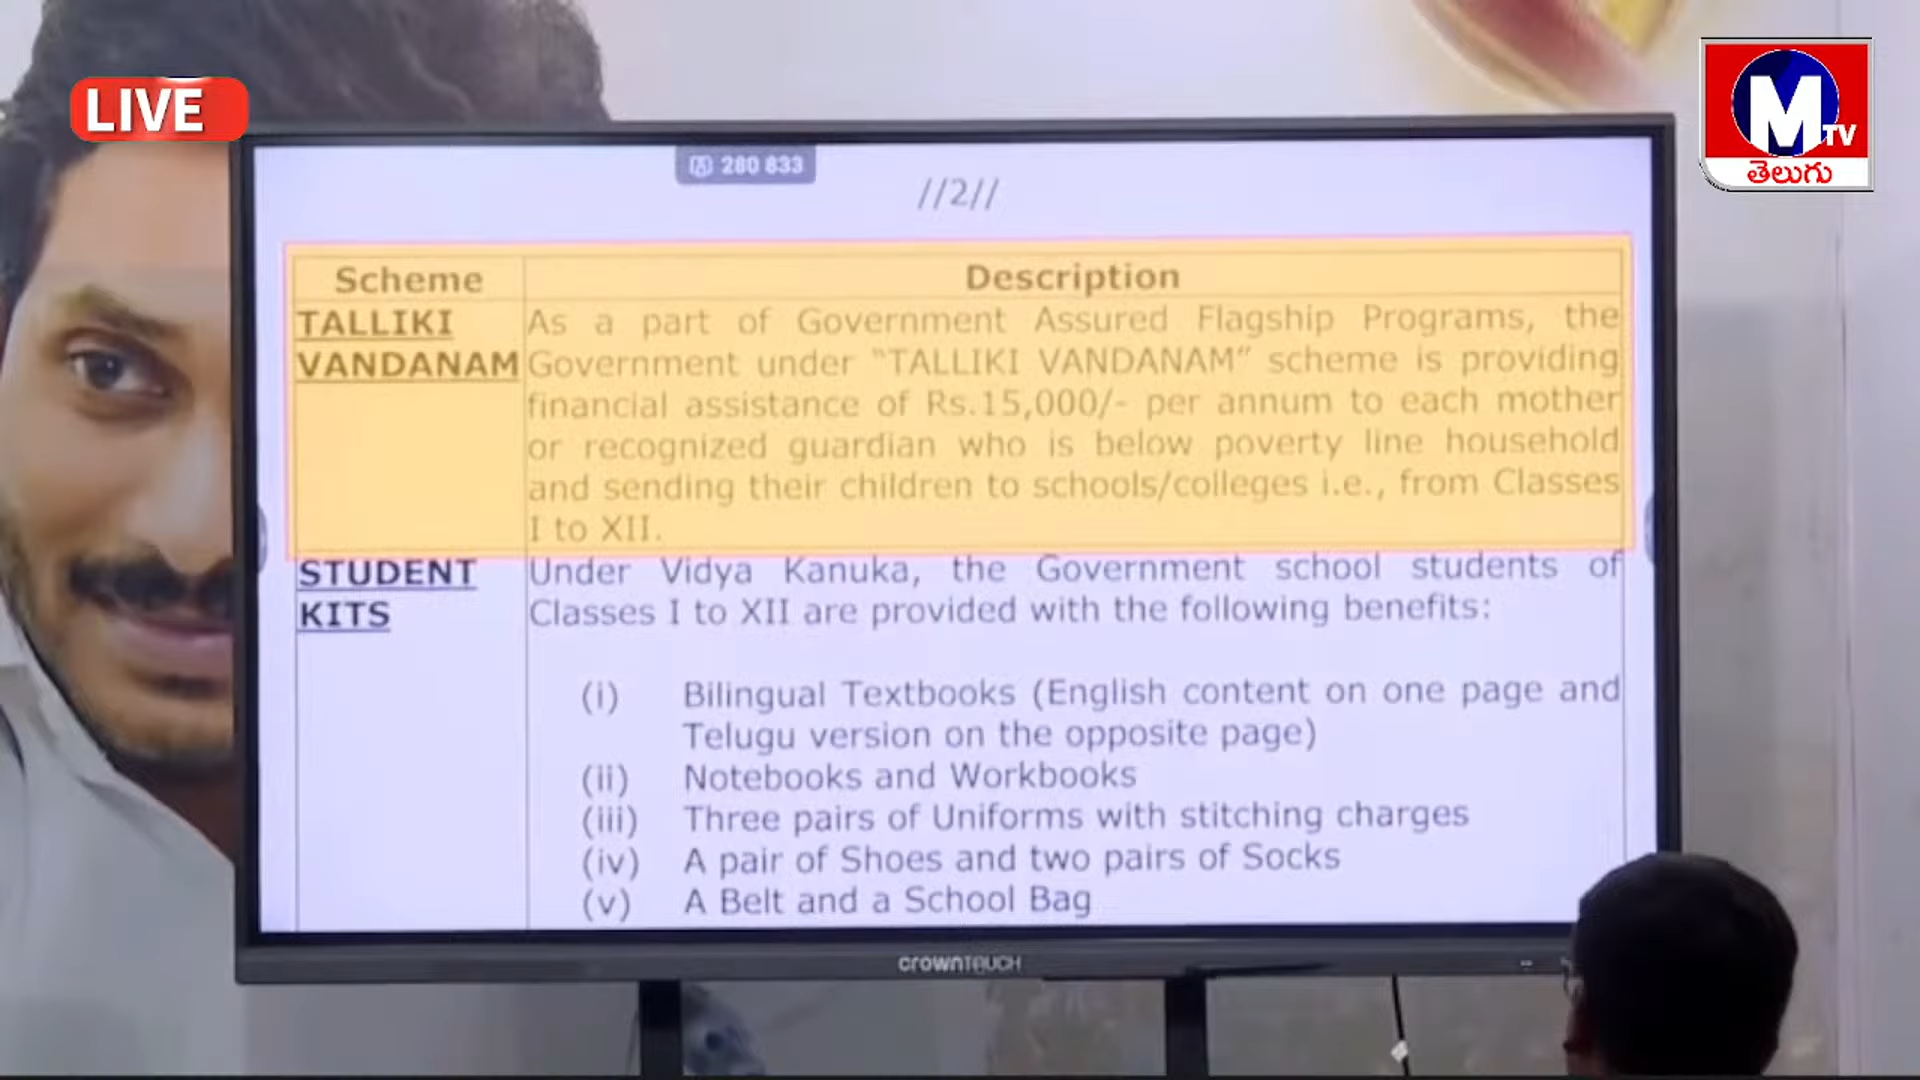 LIVE
M TV
తెలుగు
280 833
//2//
Scheme Description
TALLIKI VANDANAM
As a part of Government Assured Flagship Programs, the
Government under “TALLIKI VANDANAM” scheme is providing
financial assistance of Rs.15,000/- per annum to each mother
or recognized guardian who is below poverty line household
and sending their children to schools/colleges i.e., from Classes
I to XII.
STUDENT KITS
Under Vidya Kanuka, the Government school students of
Classes I to XII are provided with the following benefits:
(i) Bilingual Textbooks (English content on one page and
Telugu version on the opposite page)
(ii) Notebooks and Workbooks
(iii) Three pairs of Uniforms with stitching charges
(iv) A pair of Shoes and two pairs of Socks
(v) A Belt and a School Bag
CROWNTOUCH